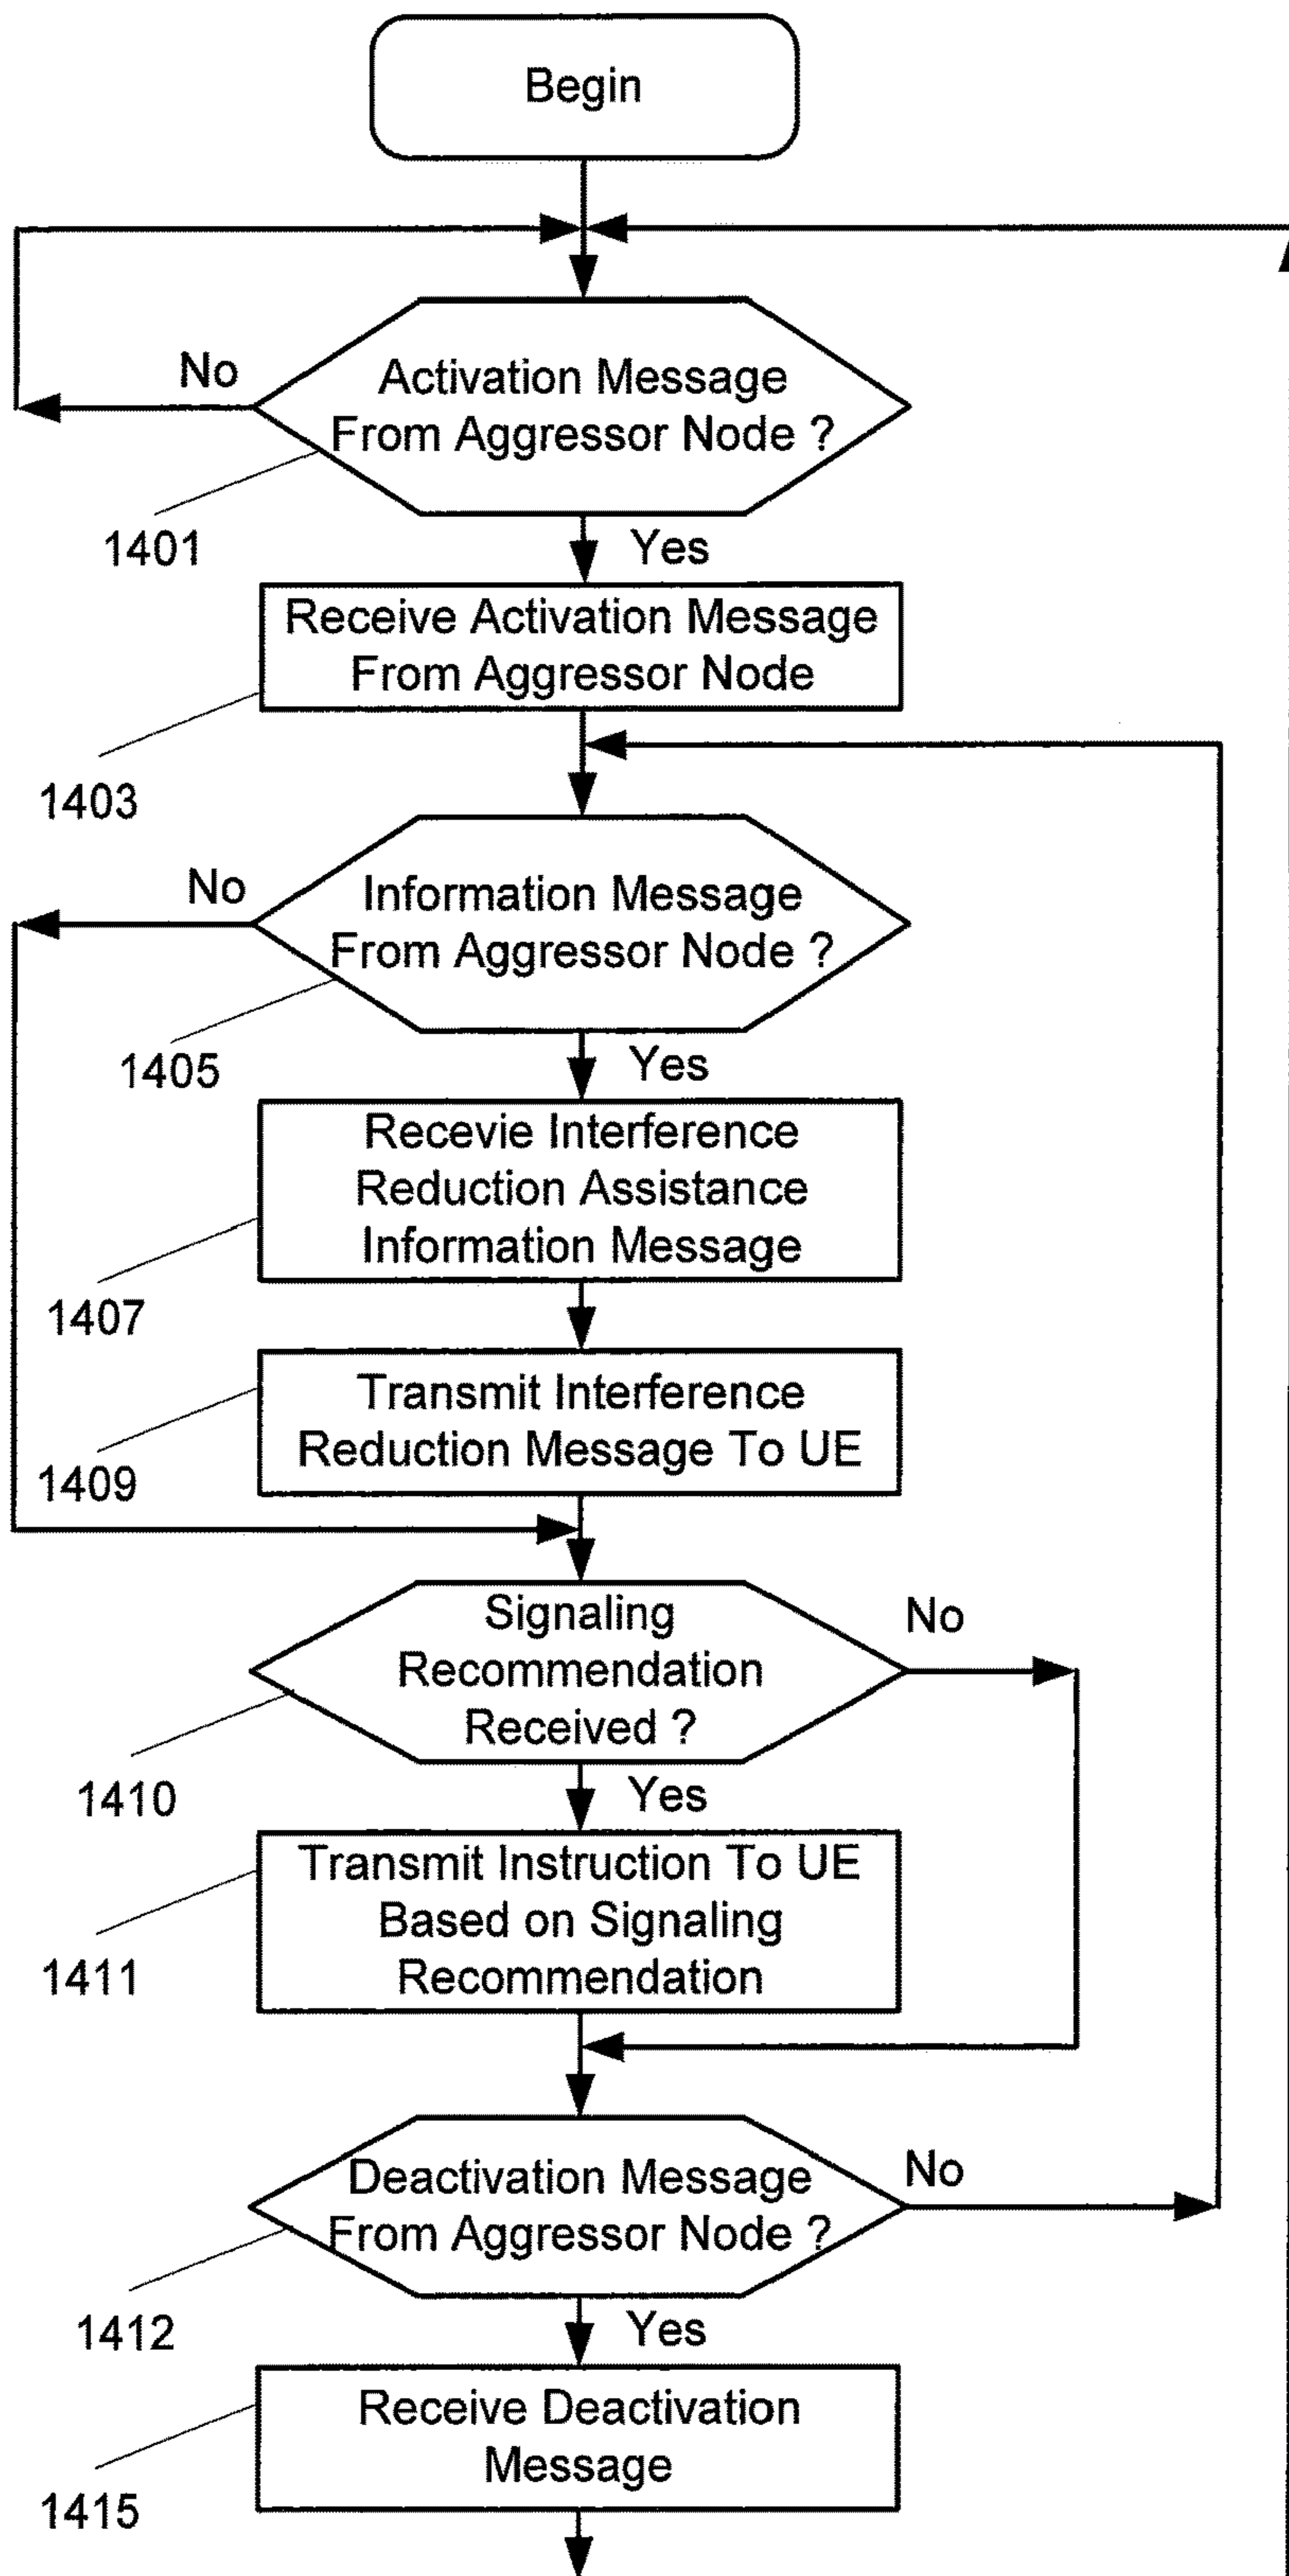 Begin
No
Activation Message
From Aggressor Node ?
1401
Yes
Receive Activation Message
From Aggressor Node
1403
No
Information Message
From Aggressor Node ?
1405
Yes
Recevie Interference
Reduction Assistance
Information Message
1407
Transmit Interference
Reduction Message To UE
1409
Signaling
Recommendation
Received ?
No
1410
Yes
Transmit Instruction To UE
Based on Signaling
Recommendation
1411
Deactivation Message
From Aggressor Node ?
No
1412
Yes
Receive Deactivation
Message
1415